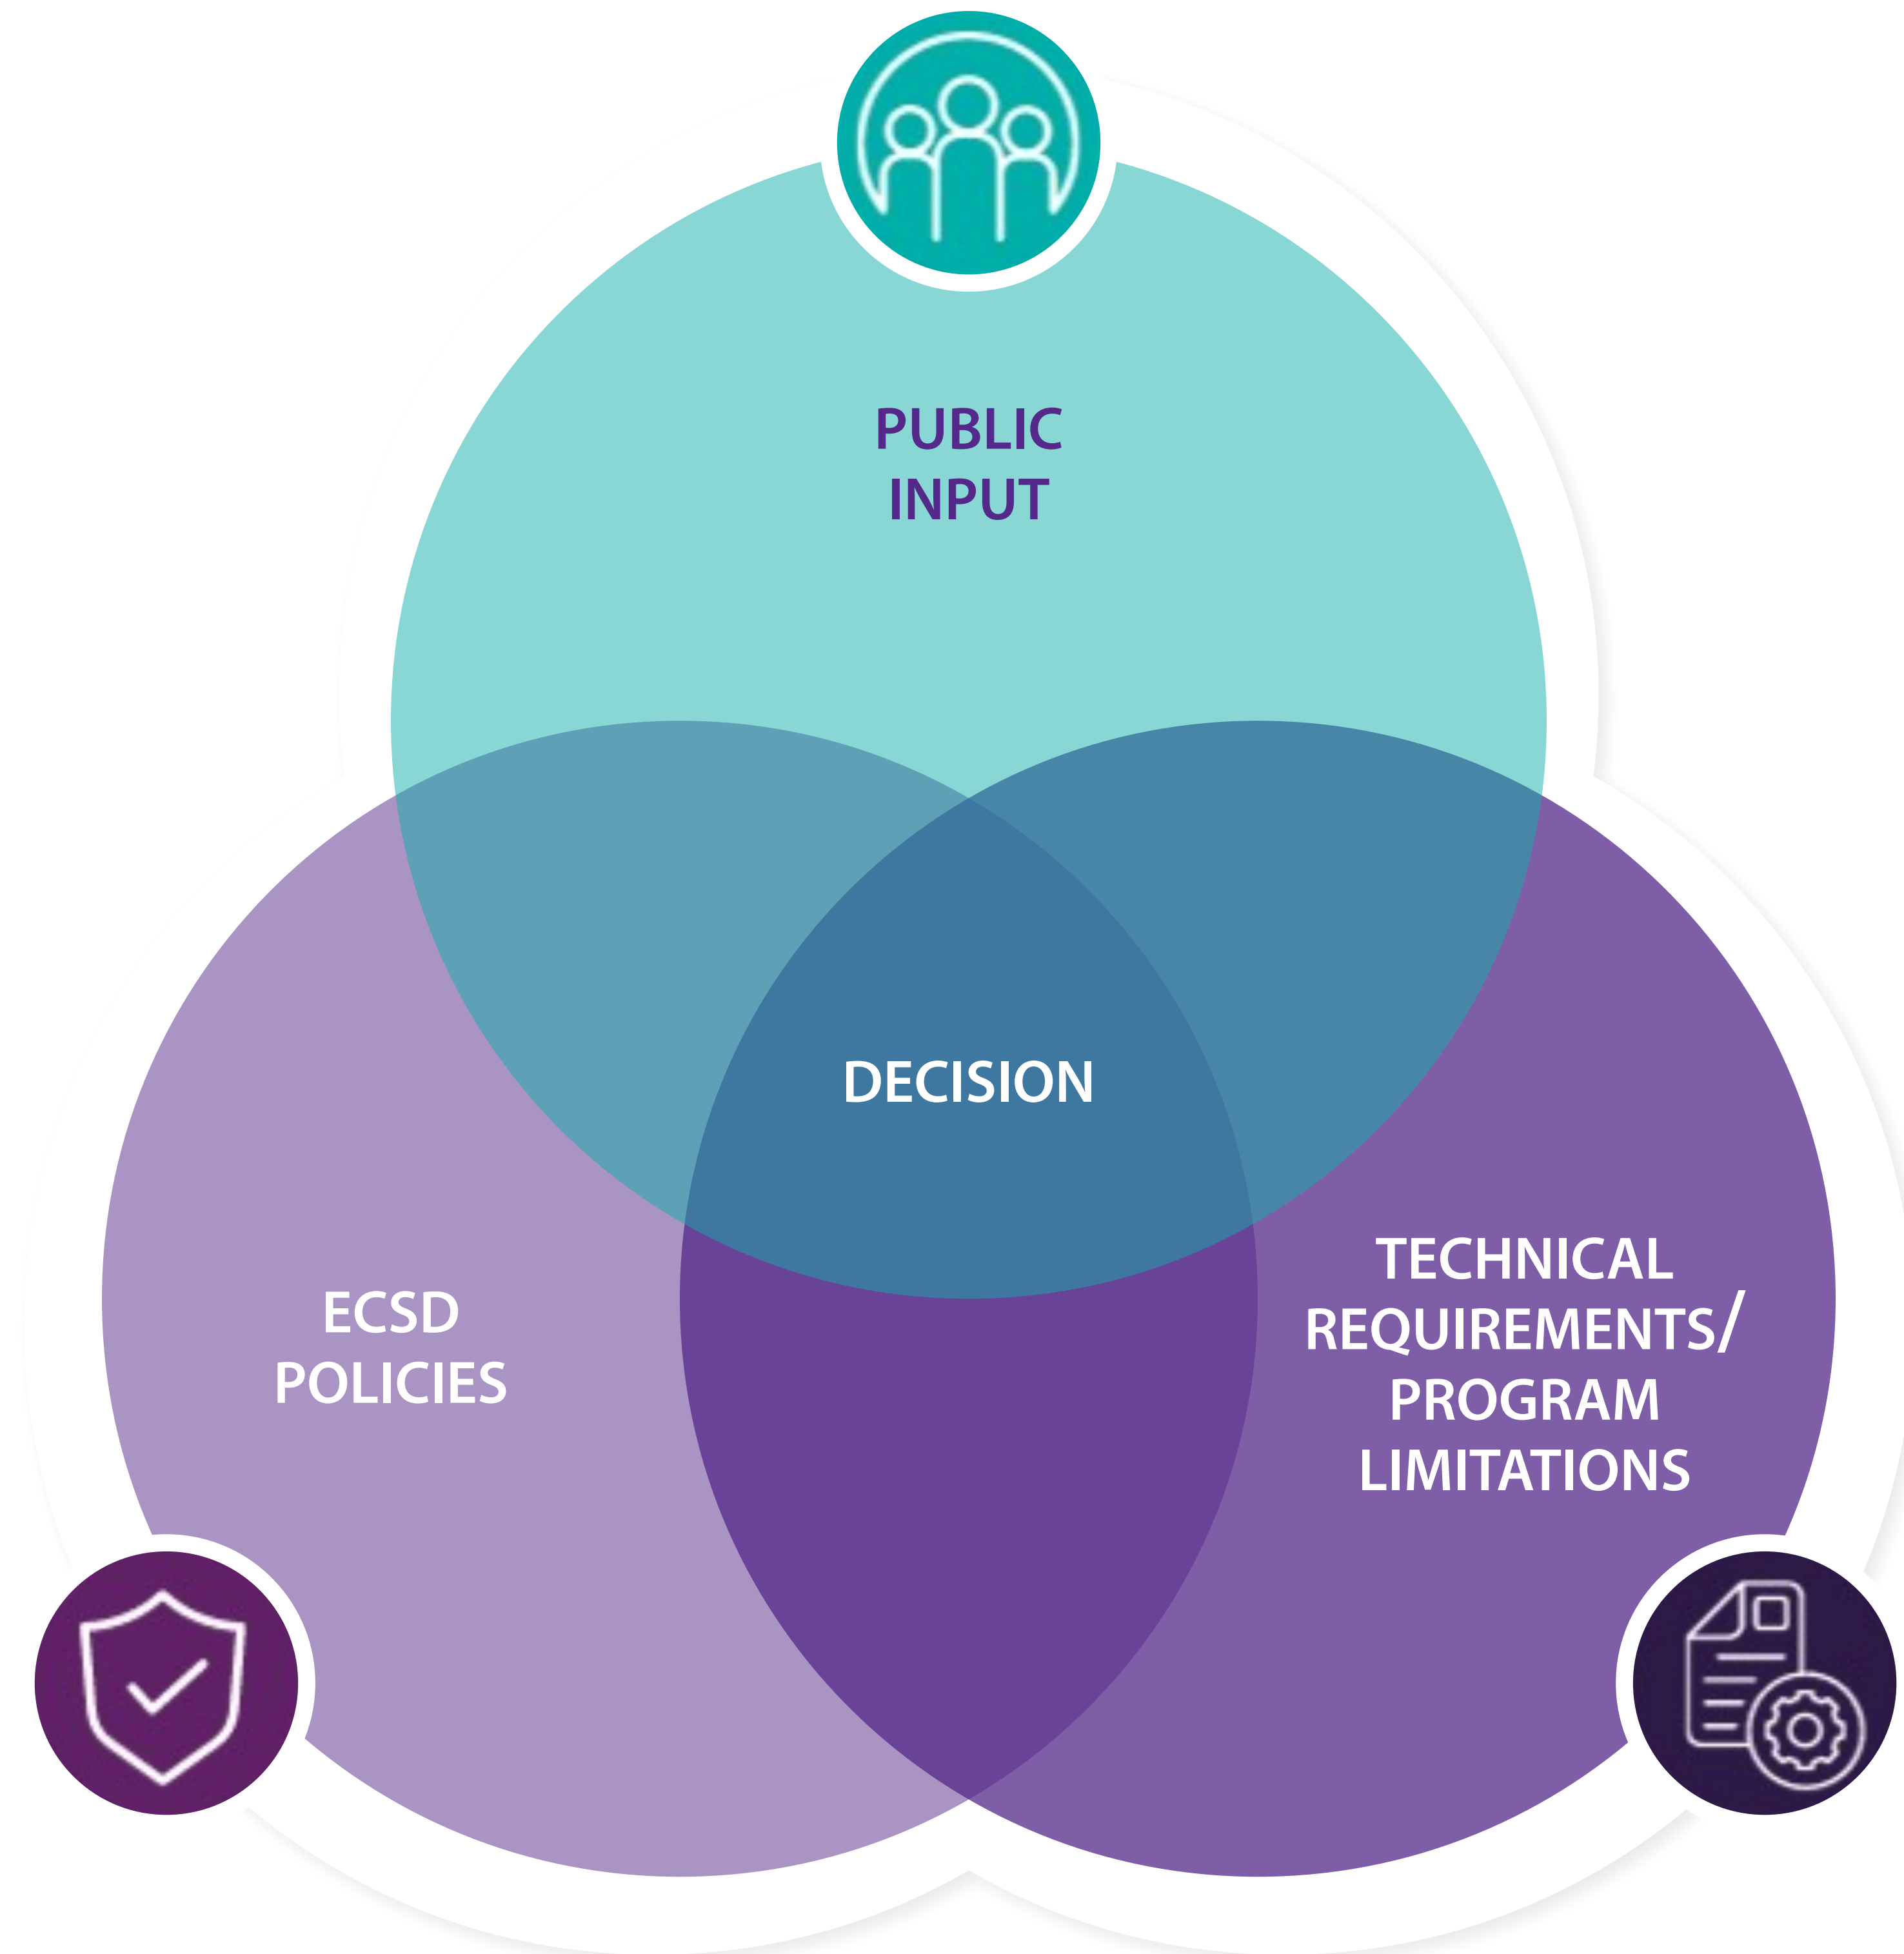 PUBLIC
INPUT
DECISION
ECSD
POLICIES
TECHNICAL
REQUIREMENTS/
PROGRAM
LIMITATIONS